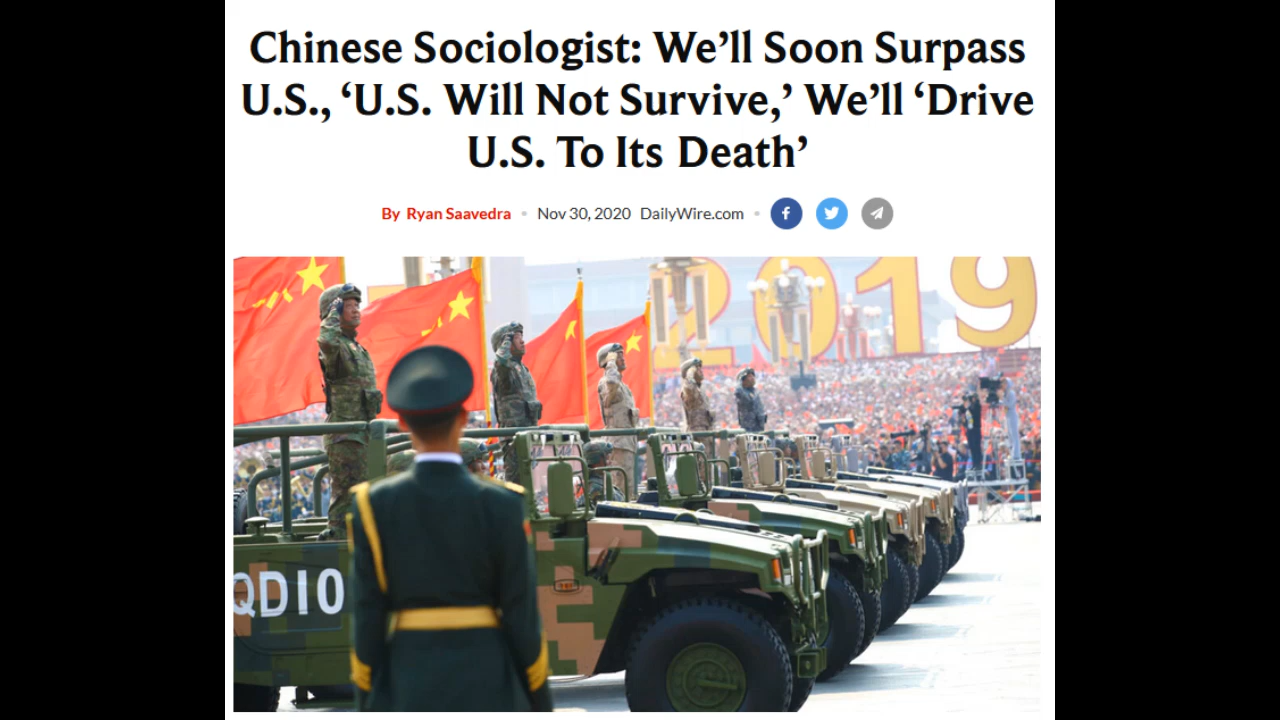 Chinese Sociologist: We’ll Soon Surpass
U.S., ‘U.S. Will Not Survive,’ We’ll ‘Drive
U.S. To Its Death’
By Ryan Saavedra • Nov 30, 2020 DailyWire.com •
2019
QD10